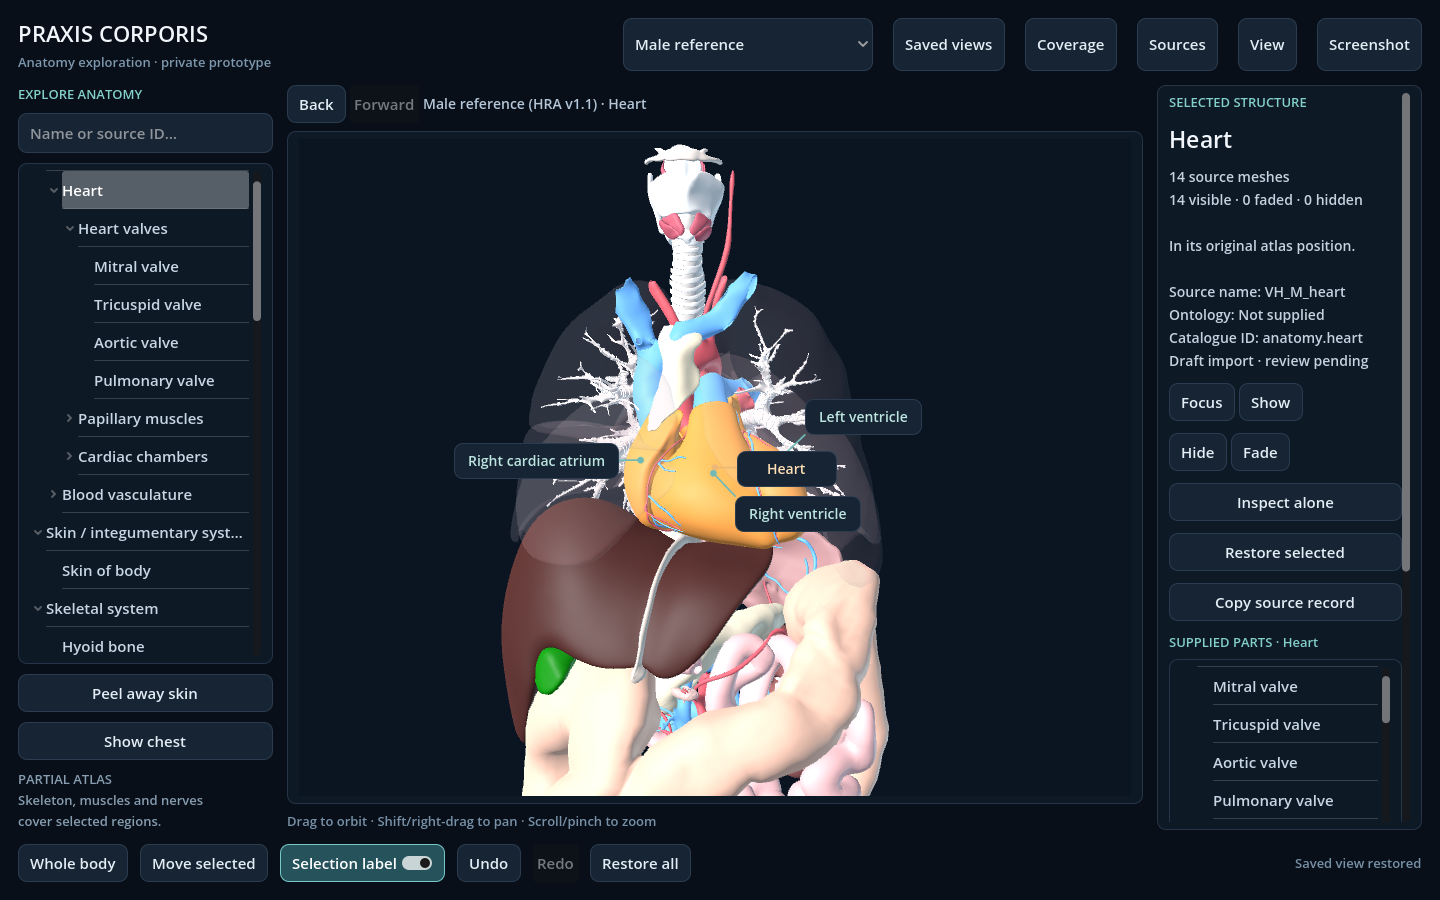 PRAXIS CORPORIS
Anatomy exploration · private prototype
Male reference
Saved views
Coverage
Sources
View
Screenshot
EXPLORE ANATOMY
Name or source ID...
Heart
Heart valves
Mitral valve
Tricuspid valve
Aortic valve
Pulmonary valve
Papillary muscles
Cardiac chambers
Blood vasculature
Skin / integumentary syst...
Skin of body
Skeletal system
Hyoid bone
Peel away skin
Show chest
PARTIAL ATLAS
Skeleton, muscles and nerves
cover selected regions.
Back
Forward
Male reference (HRA v1.1) · Heart
Left ventricle
Right cardiac atrium
Heart
Right ventricle
Drag to orbit · Shift/right-drag to pan · Scroll/pinch to zoom
SELECTED STRUCTURE
Heart
14 source meshes
14 visible · 0 faded · 0 hidden
In its original atlas position.
Source name: VH_M_heart
Ontology: Not supplied
Catalogue ID: anatomy.heart
Draft import · review pending
Focus
Show
Hide
Fade
Inspect alone
Restore selected
Copy source record
SUPPLIED PARTS · Heart
Mitral valve
Tricuspid valve
Aortic valve
Pulmonary valve
Whole body
Move selected
Selection label
Undo
Redo
Restore all
Saved view restored